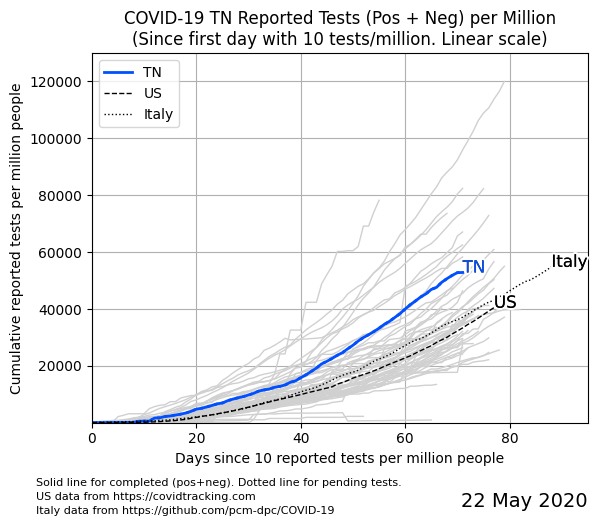 COVID-19 TN Reported Tests (Pos + Neg) per Million
(Since first day with 10 tests/million. Linear scale)
TN
US
Italy
Cumulative reported tests per million people
120000
100000
80000
60000
40000
20000
TN
Italy
US
0
20
40
60
80
Days since 10 reported tests per million people
Solid line for completed (pos+neg). Dotted line for pending tests.
US data from https://covidtracking.com
Italy data from https://github.com/pcm-dpc/COVID-19
22 May 2020